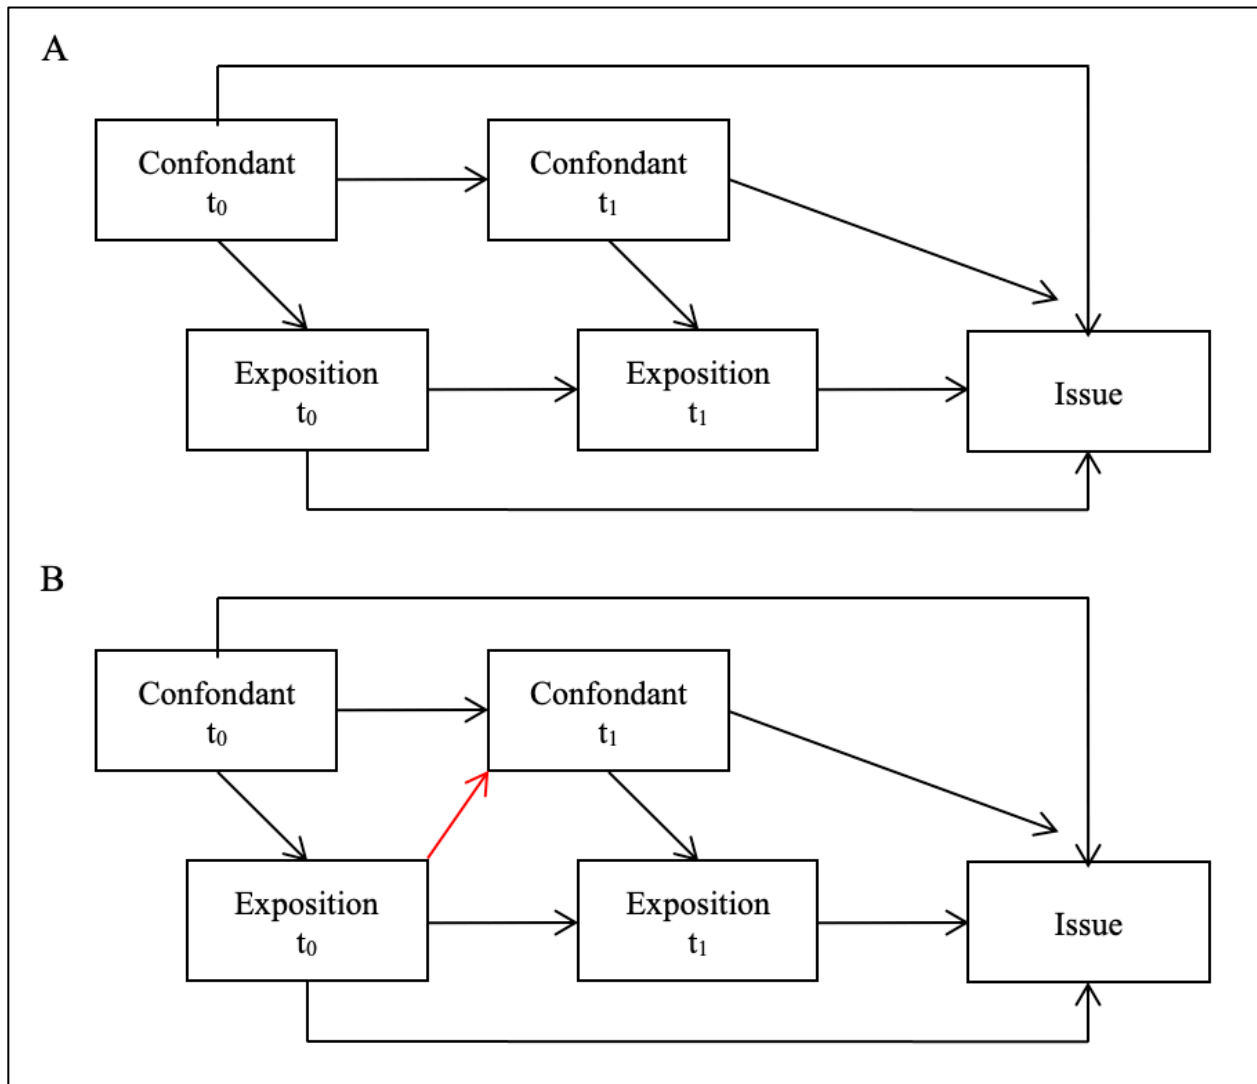 A
Confondant
t₀
Confondant
t₁
Exposition
t₀
Exposition
t₁
Issue
B
Confondant
t₀
Confondant
t₁
Exposition
t₀
Exposition
t₁
Issue